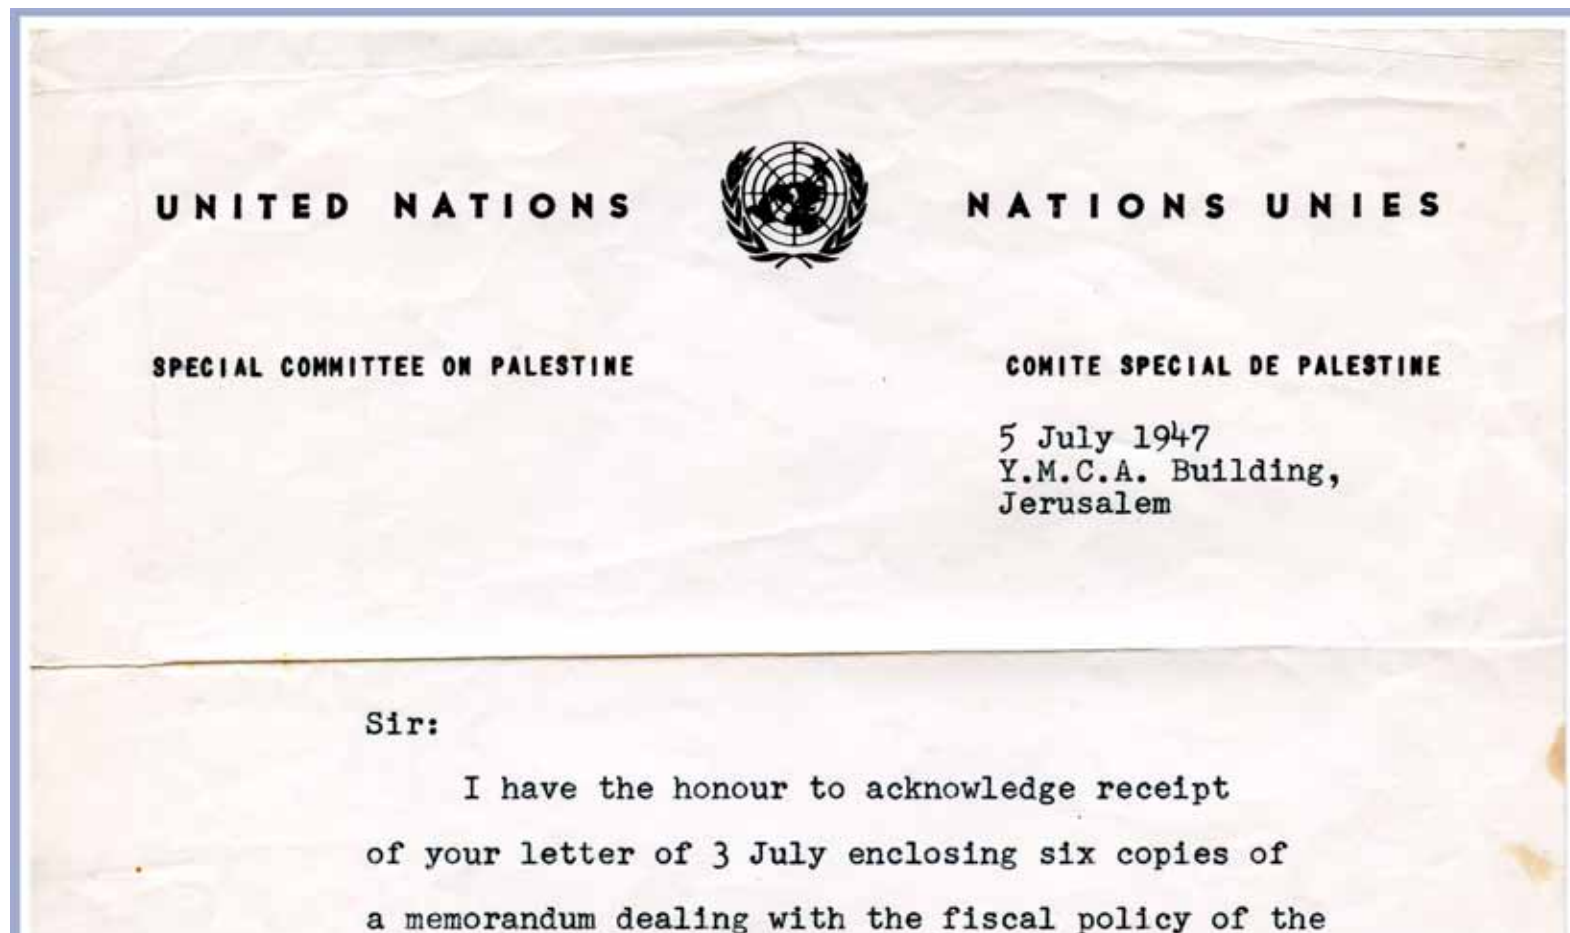 UNITED NATIONS NATIONS UNIES
SPECIAL COMMITTEE ON PALESTINE COMITE SPECIAL DE PALESTINE
5 July 1947
Y.M.C.A. Building,
Jerusalem
Sir:
I have the honour to acknowledge receipt
of your letter of 3 July enclosing six copies of
a memorandum dealing with the fiscal policy of the